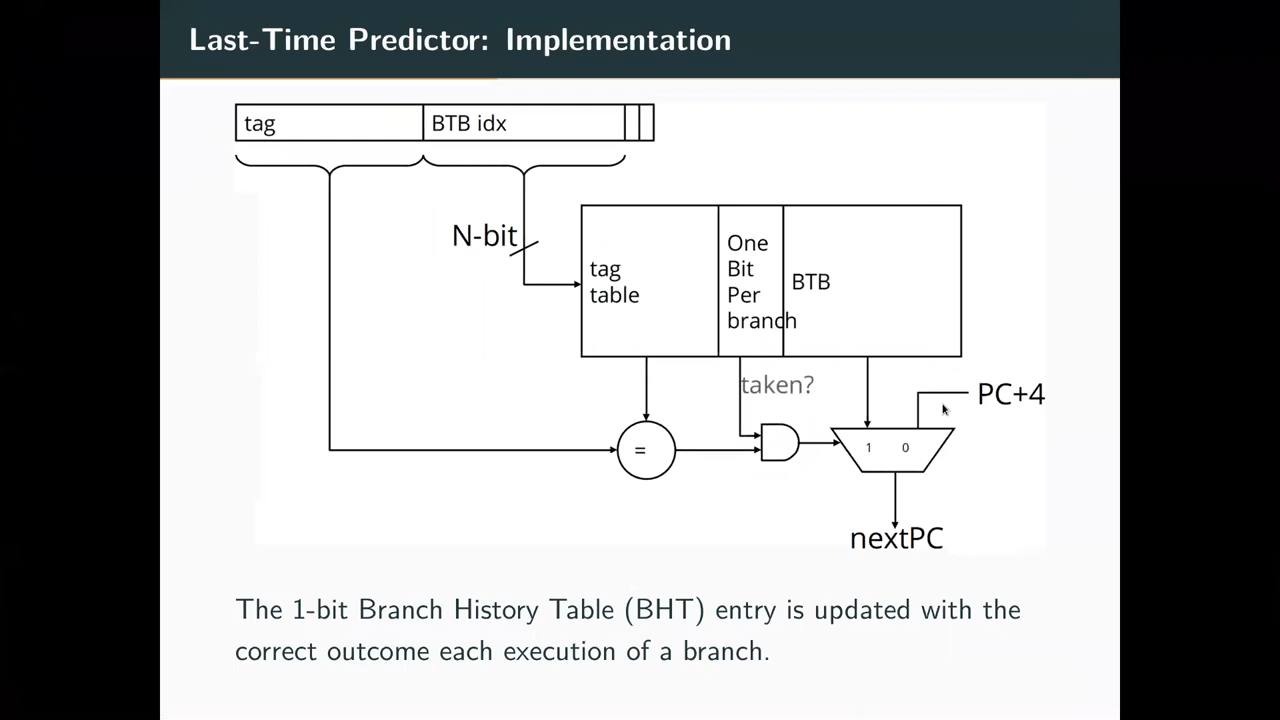 Last-Time Predictor: Implementation
tag
BTB idx
N-bit
tag
table
One
Bit
Per
branch
BTB
taken?
PC+4
=
1
0
nextPC
The 1-bit Branch History Table (BHT) entry is updated with the
correct outcome each execution of a branch.